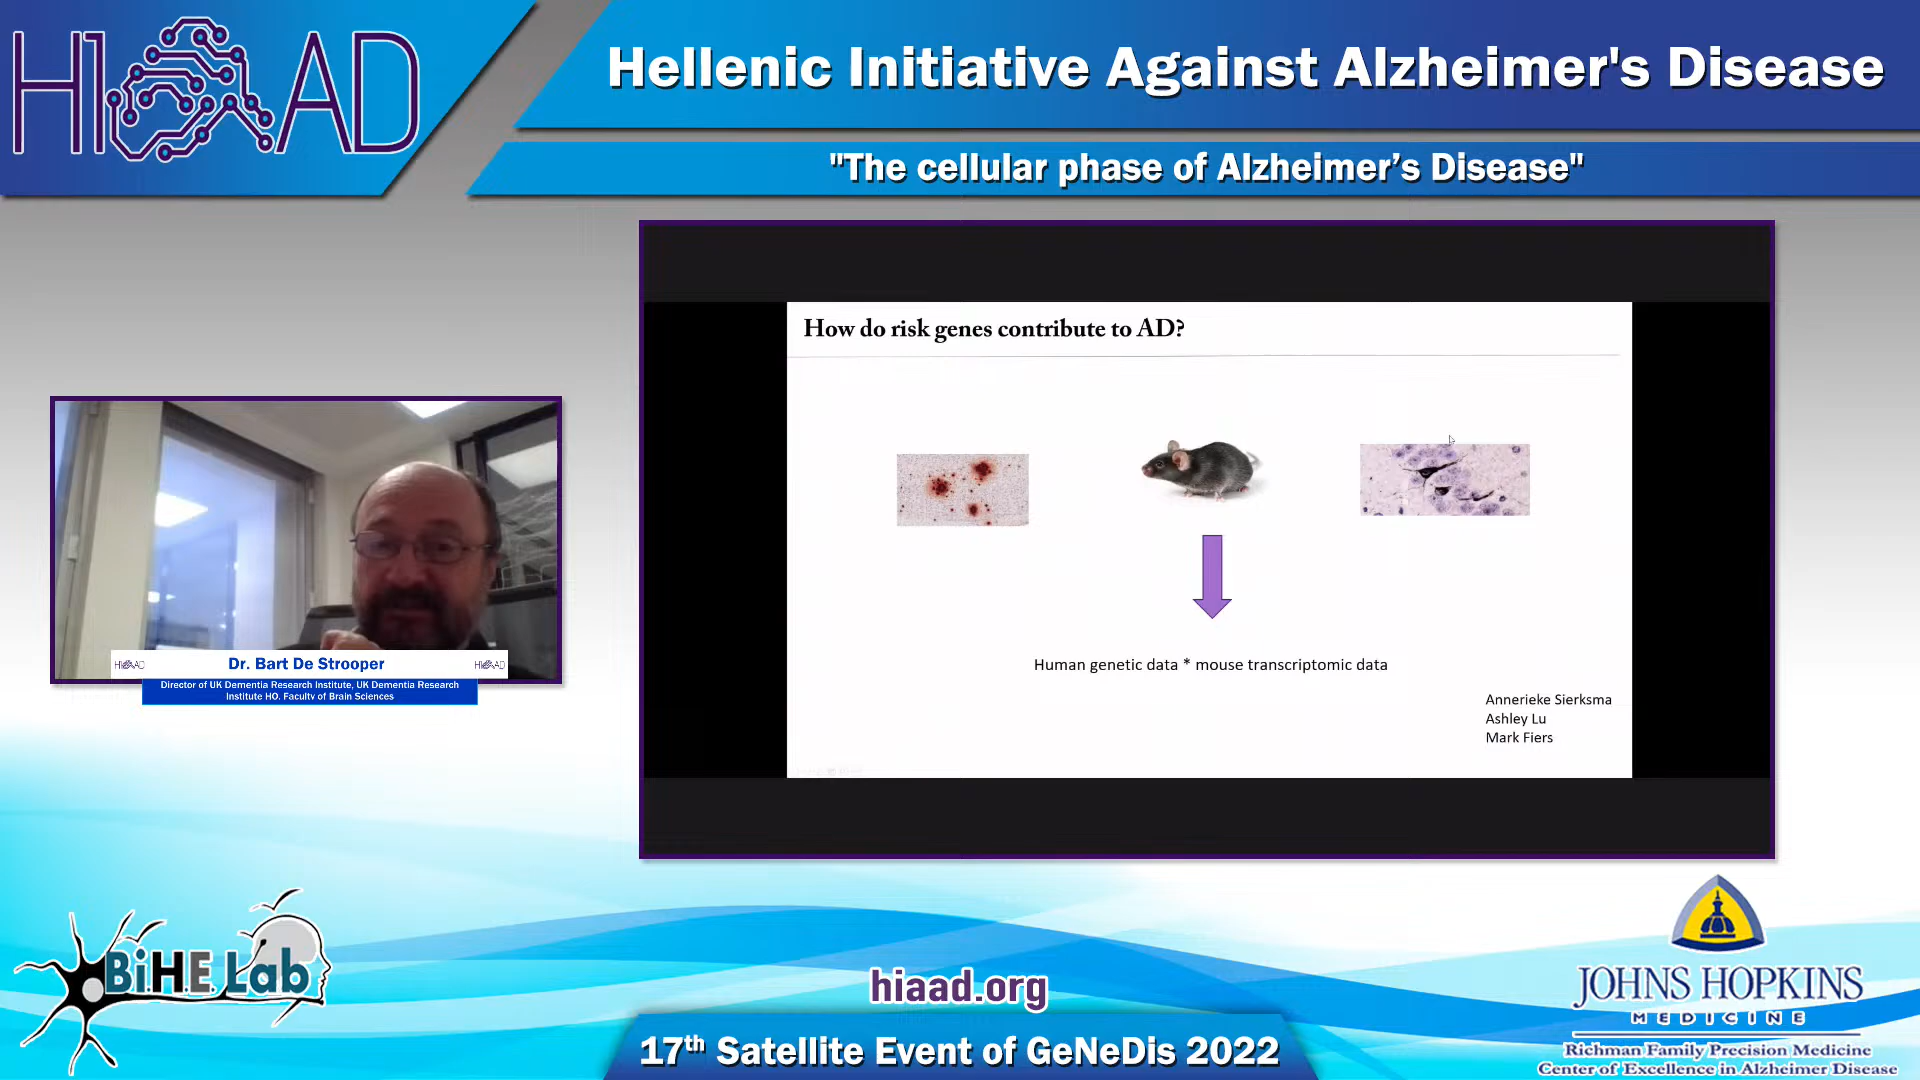 HIAAD
Hellenic Initiative Against Alzheimer's Disease
"The cellular phase of Alzheimer’s Disease"
How do risk genes contribute to AD?
Human genetic data * mouse transcriptomic data
Annerieke Sierksma
Ashley Lu
Mark Fiers
HIAAD
Dr. Bart De Strooper
HIAAD
Director of UK Dementia Research Institute, UK Dementia Research
Institute HQ, Faculty of Brain Sciences
BiHE Lab
hiaad.org
17th Satellite Event of GeNeDis 2022
JOHNS HOPKINS
MEDICINE
Richman Family Precision Medicine
Center of Excellence in Alzheimer Disease